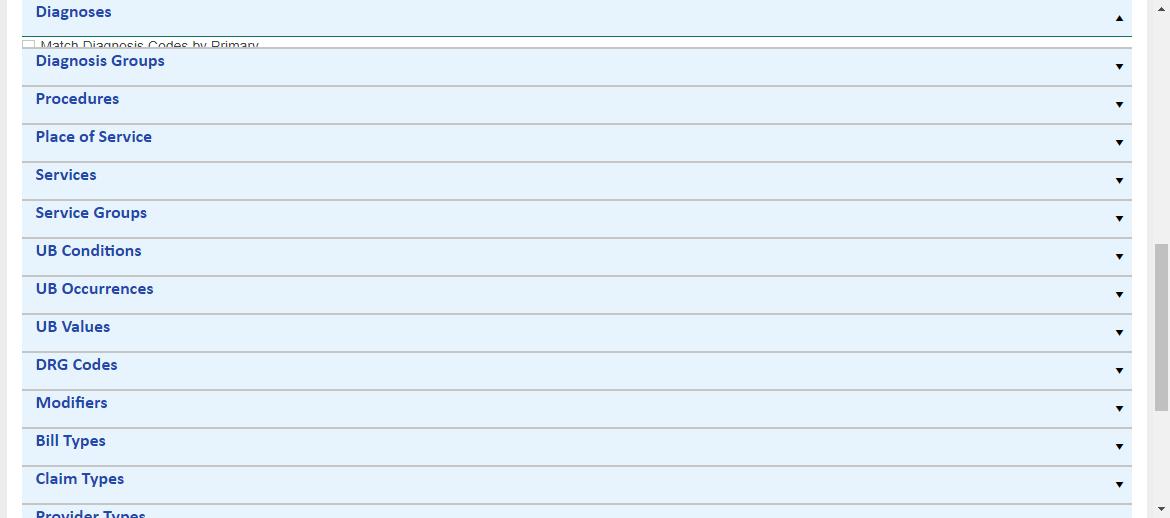 Diagnoses
Match Diagnosis Codes by Primary
Diagnosis Groups
Procedures
Place of Service
Services
Service Groups
UB Conditions
UB Occurrences
UB Values
DRG Codes
Modifiers
Bill Types
Claim Types
Provider Types